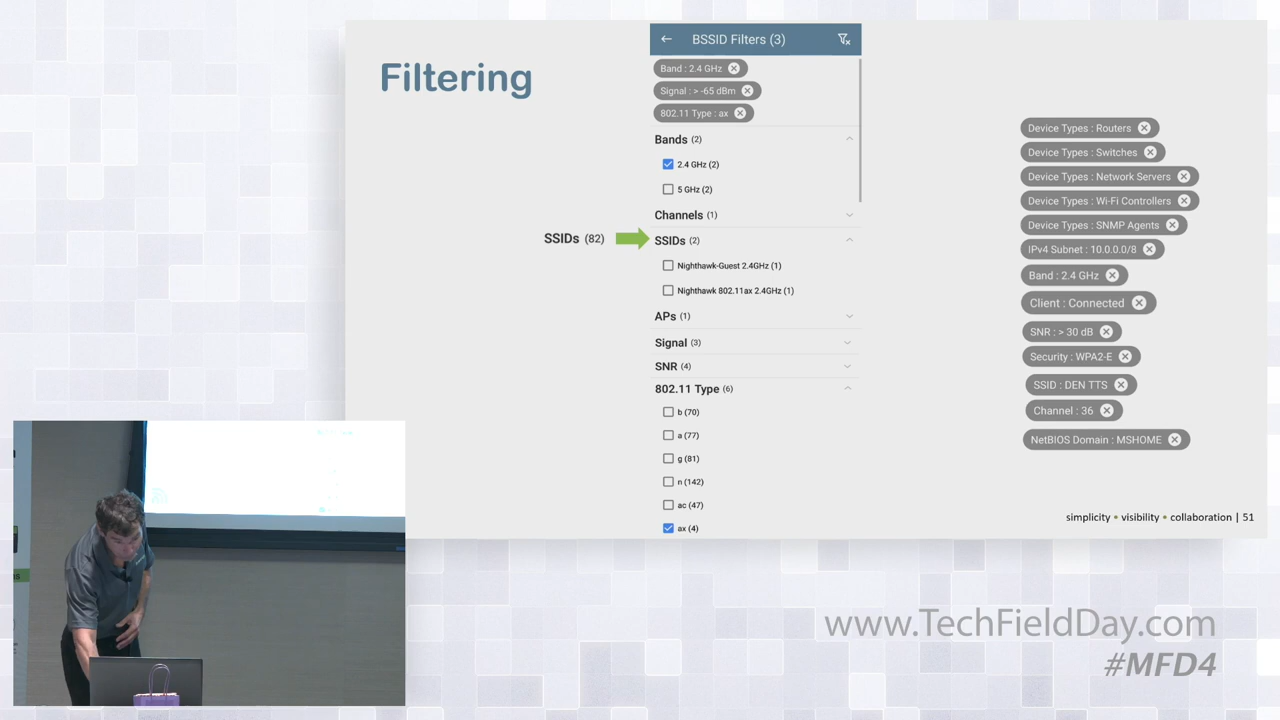 Filtering
BSSID Filters (3)
Band : 2.4 GHz
Signal : > -65 dBm
802.11 Type : ax
Bands (2)
2.4 GHz (2)
5 GHz (2)
Channels (1)
SSIDs (82)
SSIDs (2)
Nighthawk-Guest 2.4GHz (1)
Nighthawk 802.11ax 2.4GHz (1)
APs (1)
Signal (3)
SNR (4)
802.11 Type (6)
b (70)
a (77)
g (81)
n (142)
ac (47)
ax (4)
Device Types : Routers
Device Types : Switches
Device Types : Network Servers
Device Types : Wi-Fi Controllers
Device Types : SNMP Agents
IPv4 Subnet : 10.0.0.0/8
Band : 2.4 GHz
Client : Connected
SNR : > 30 dB
Security : WPA2-E
SSID : DEN TTS
Channel : 36
NetBIOS Domain : MSHOME
simplicity • visibility • collaboration | 51
www.TechFieldDay.com
#MFD4